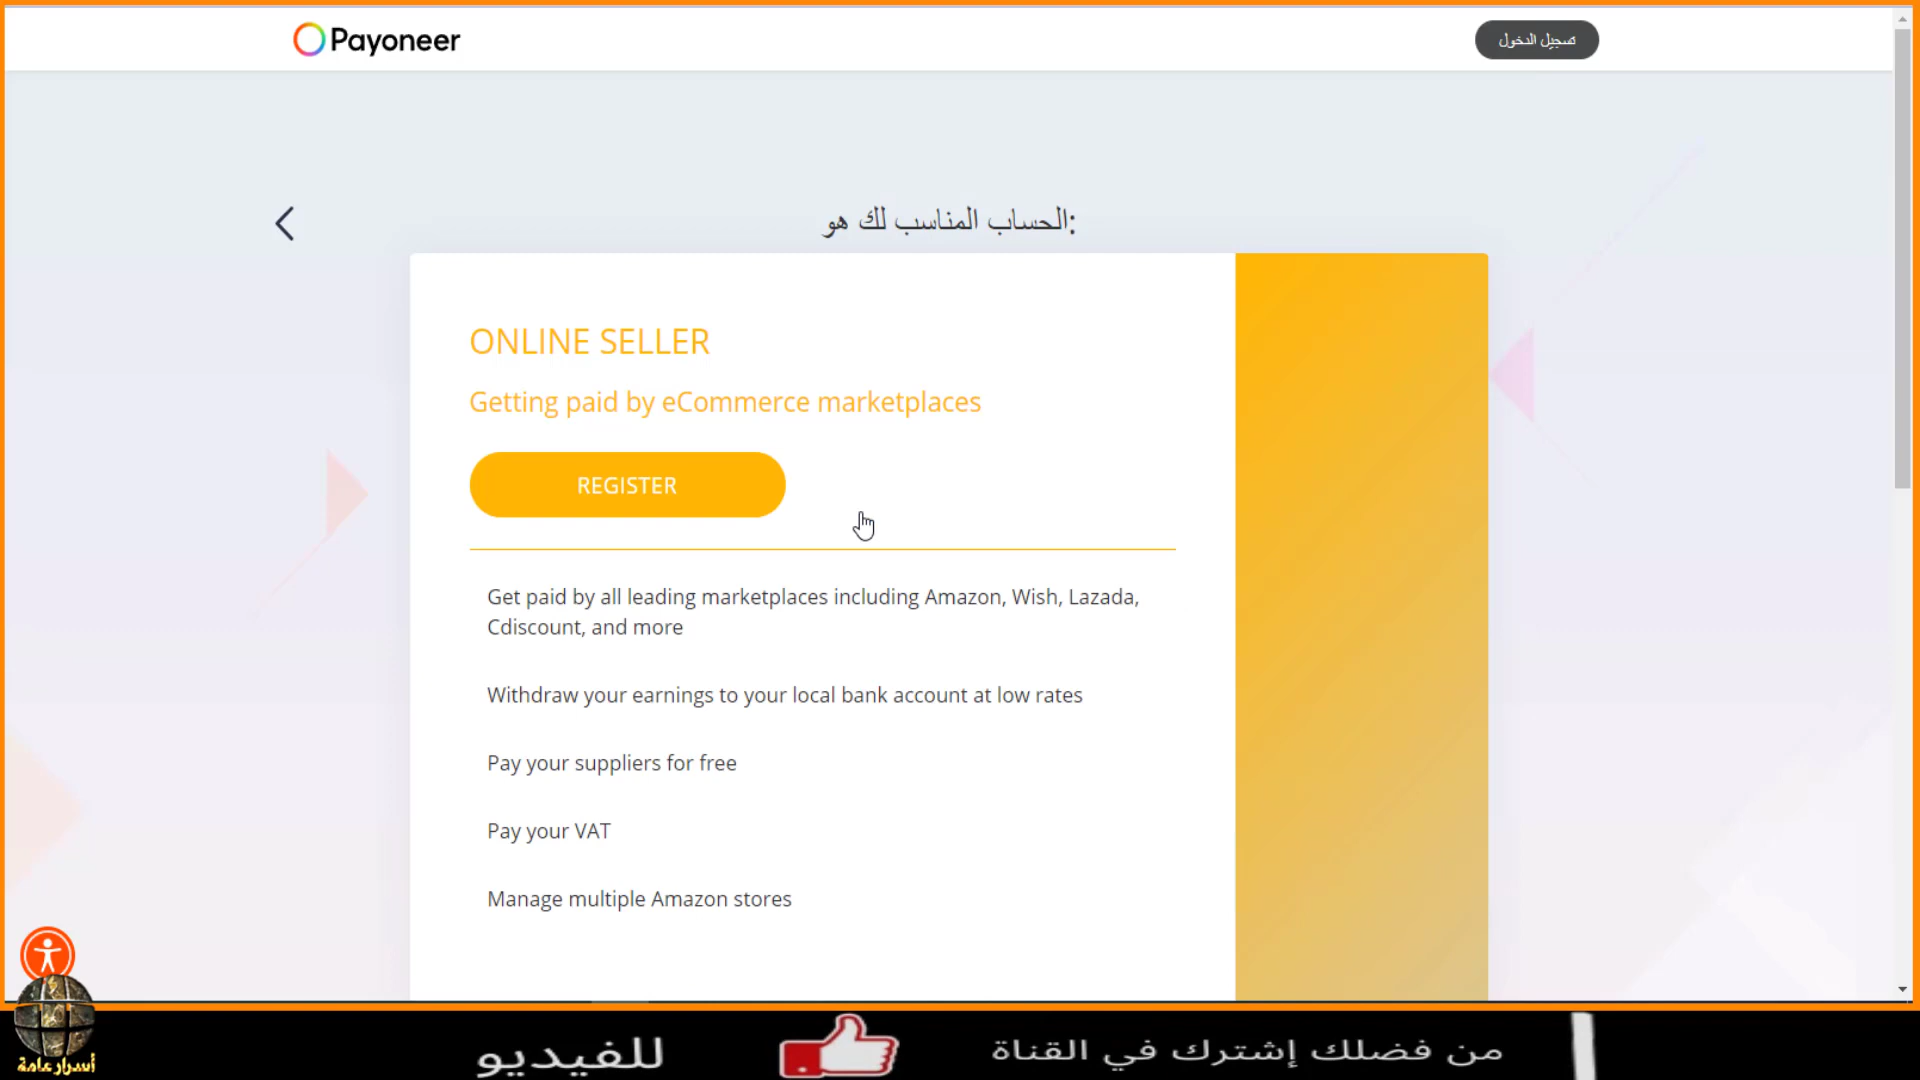 Payoneer
تسجيل الدخول
الحساب المناسب لك هو:
ONLINE SELLER
Getting paid by eCommerce marketplaces
REGISTER
Get paid by all leading marketplaces including Amazon, Wish, Lazada,
Cdiscount, and more
Withdraw your earnings to your local bank account at low rates
Pay your suppliers for free
Pay your VAT
Manage multiple Amazon stores
أسرار عامة
من فضلك إشترك في القناة
للفيديو